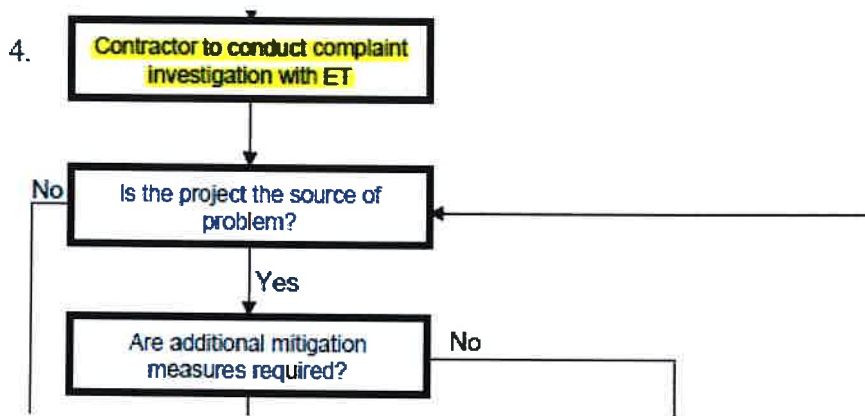 4.
Contractor to conduct complaint
investigation with ET
No
Is the project the source of
problem?
Yes
Are additional mitigation
measures required?
No